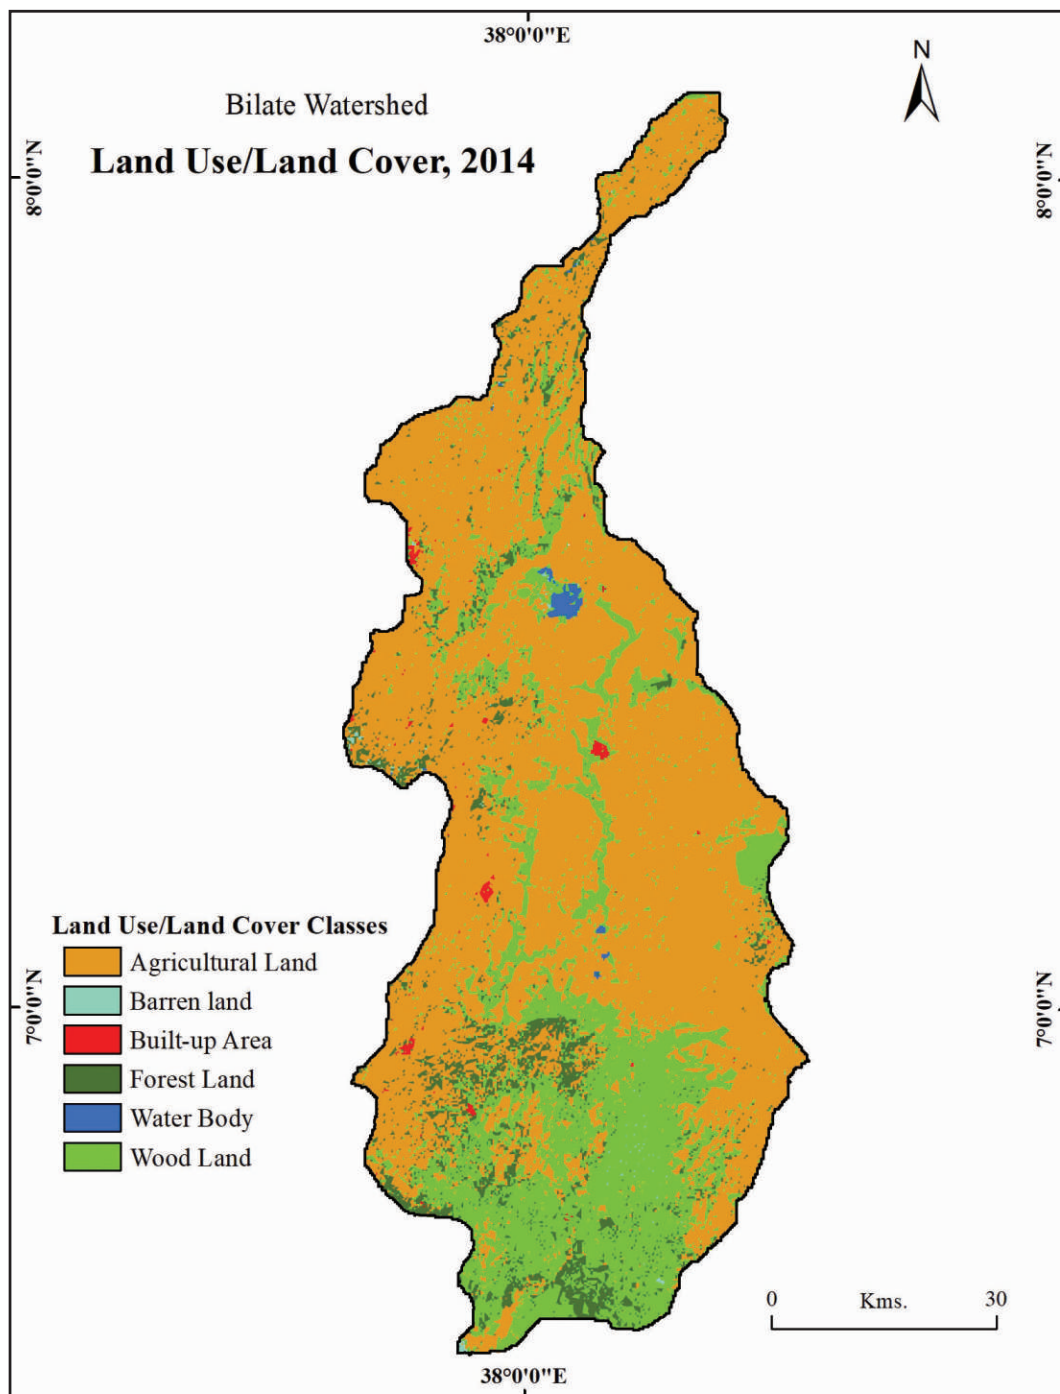 38°0'0"E
N
Bilate Watershed
Land Use/Land Cover, 2014
8°0'0"N
8°0'0"N
Land Use/Land Cover Classes
Agricultural Land
Barren land
Built-up Area
Forest Land
Water Body
Wood Land
7°0'0"N
7°0'0"N
0 Kms. 30
38°0'0"E